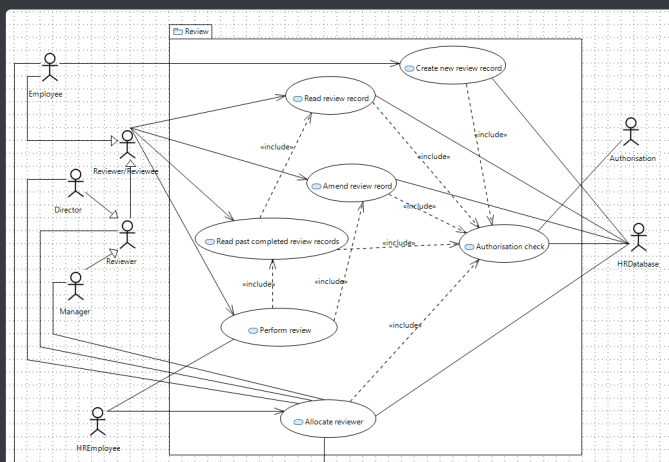 Review
Employee
Create new review record
Read review record
Authorisation
«include»
«include»
«include»
Reviewer/Reviewee
Director
Amend review reord
«include»
Reviewer
Read past completed review records
«include»
Authorisation check
HRDatabase
Manager
«include»
«include»
Perform review
«include»
HREmployee
Allocate reviewer